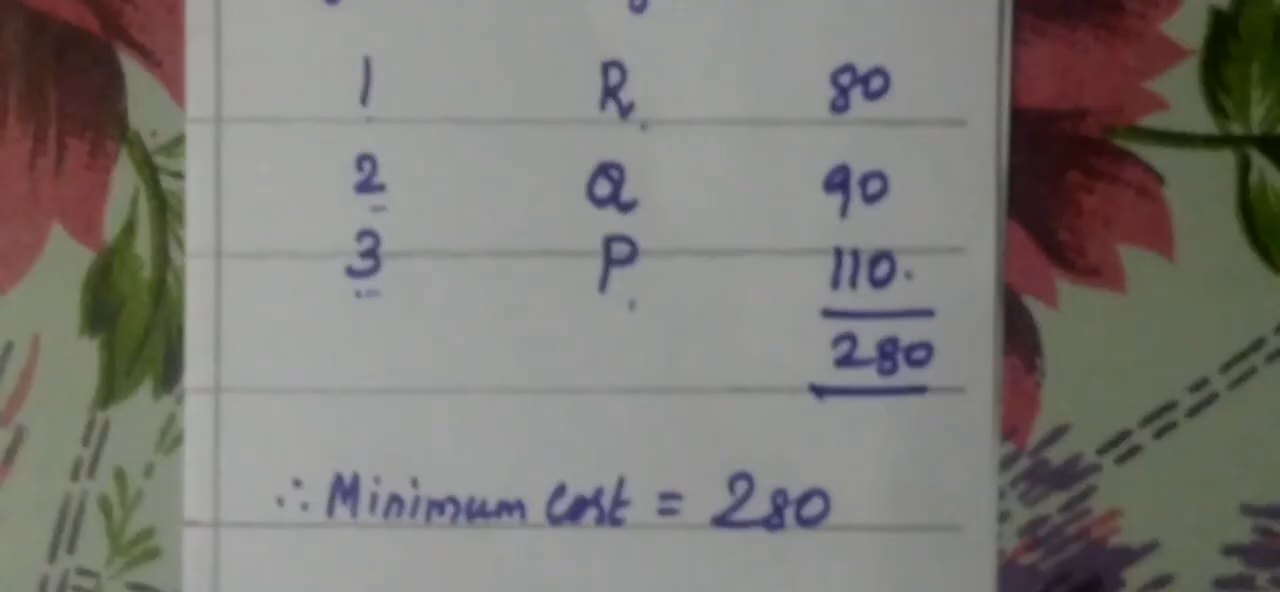 1 R. 80
2 Q 90
3 P. 110.
280
∴ Minimum cost = 280